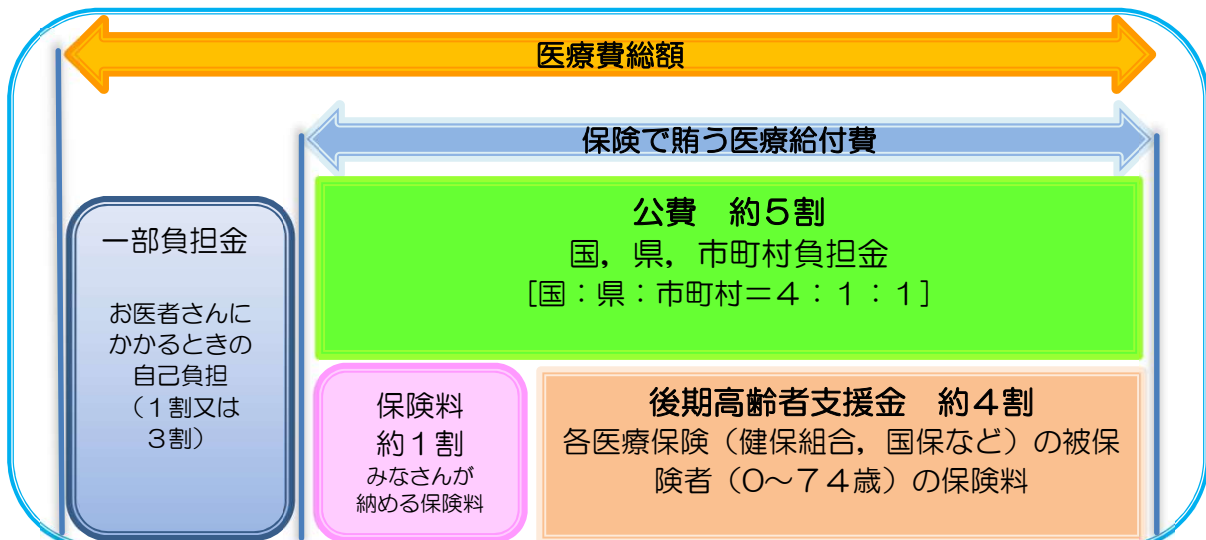 医療費総額
保険で賄う医療給付費
一部負担金
お医者さんに
かかるときの
自己負担
（１割又は
３割）
公費　約５割
国，県，市町村負担金
［国：県：市町村＝４：１：１］
保険料
約１割
みなさんが
納める保険料
後期高齢者支援金　約４割
各医療保険（健保組合，国保など）の被保
険者（0～７４歳）の保険料